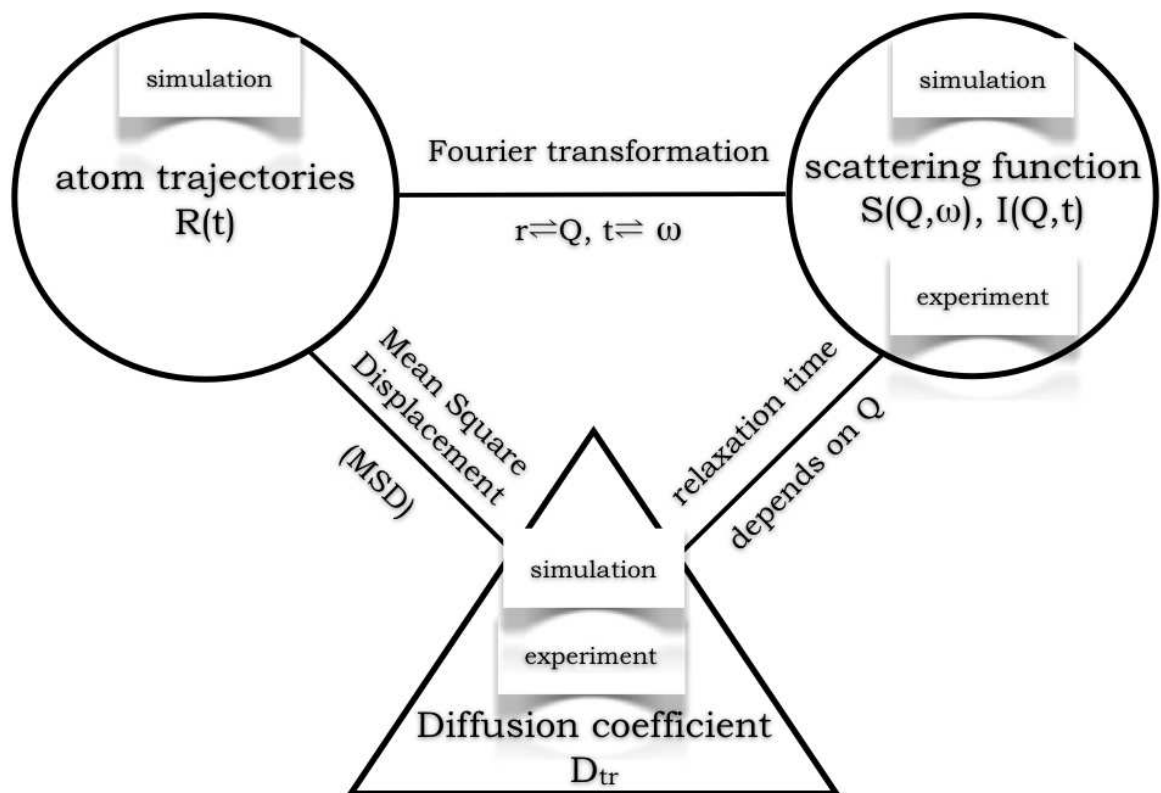 simulation
atom trajectories
R(t)
Fourier transformation
r⇌Q, t⇌ ω
simulation
scattering function
S(Q,ω), I(Q,t)
experiment
Mean Square
Displacement
(MSD)
relaxation time
depends on Q
simulation
experiment
Diffusion coefficient
Dtr